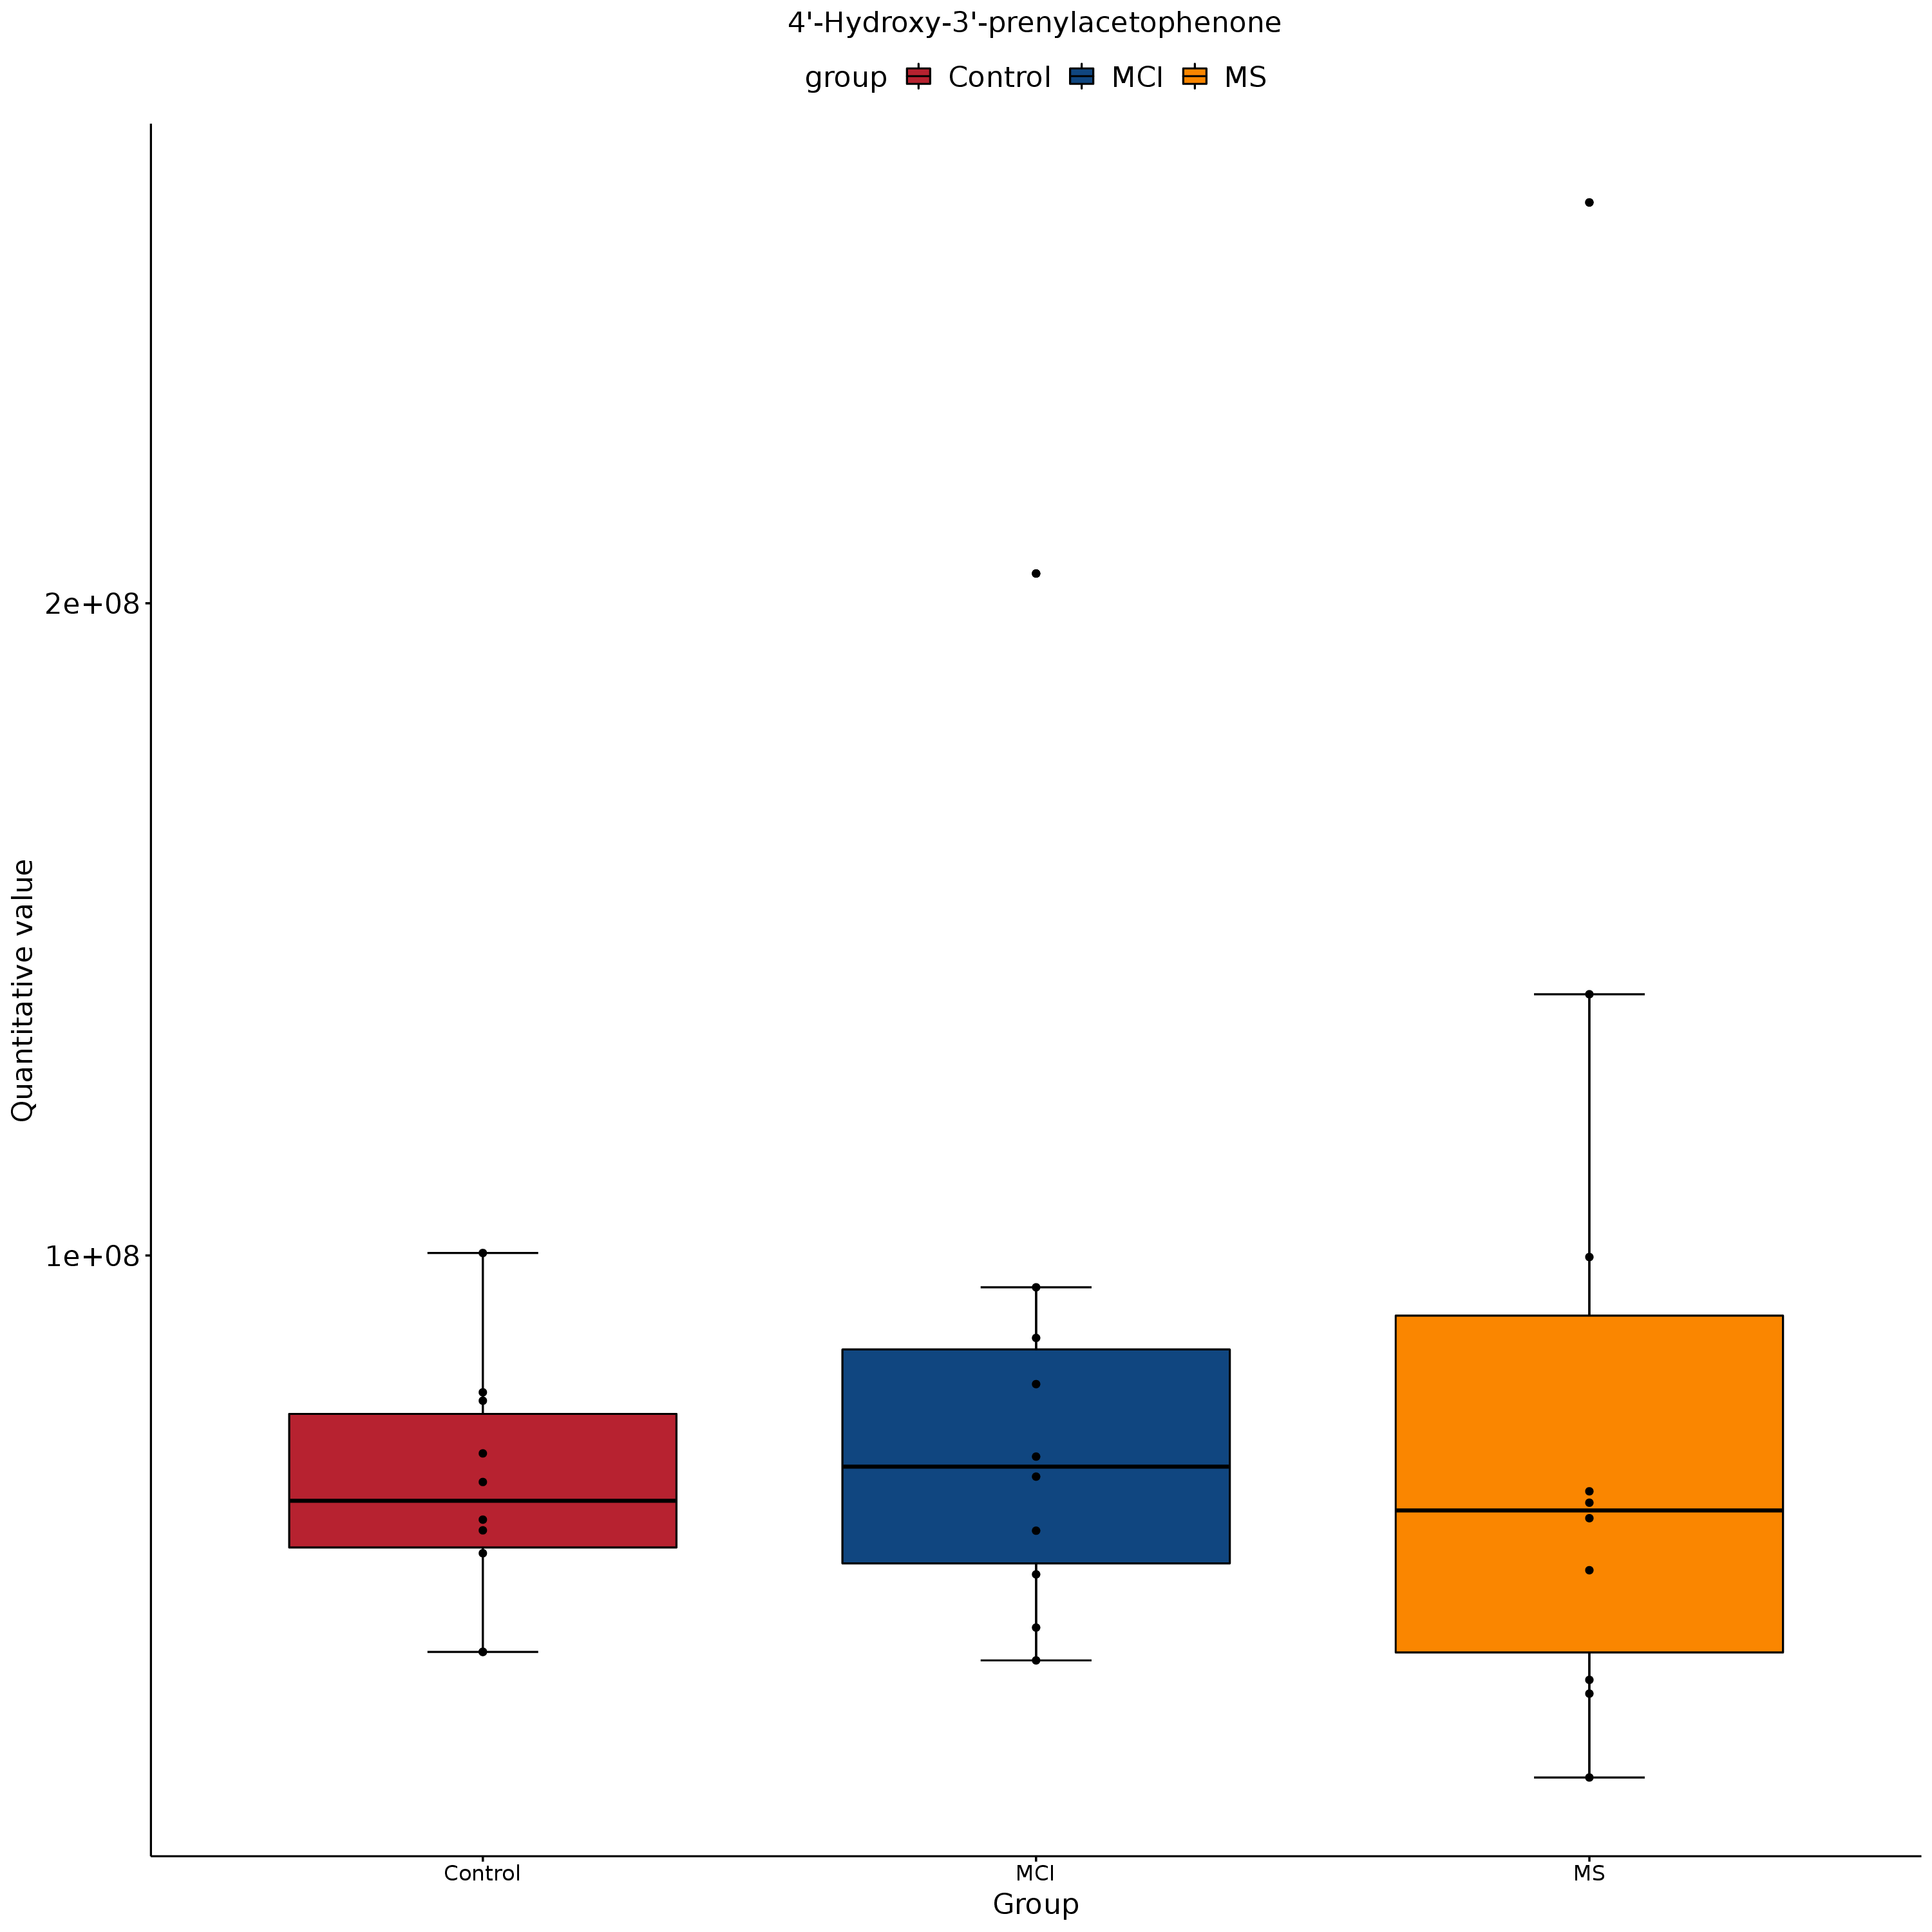 4'-Hydroxy-3'-prenylacetophenone
group Control MCI MS
Quantitative value
2e+08
1e+08
Control MCI MS
Group